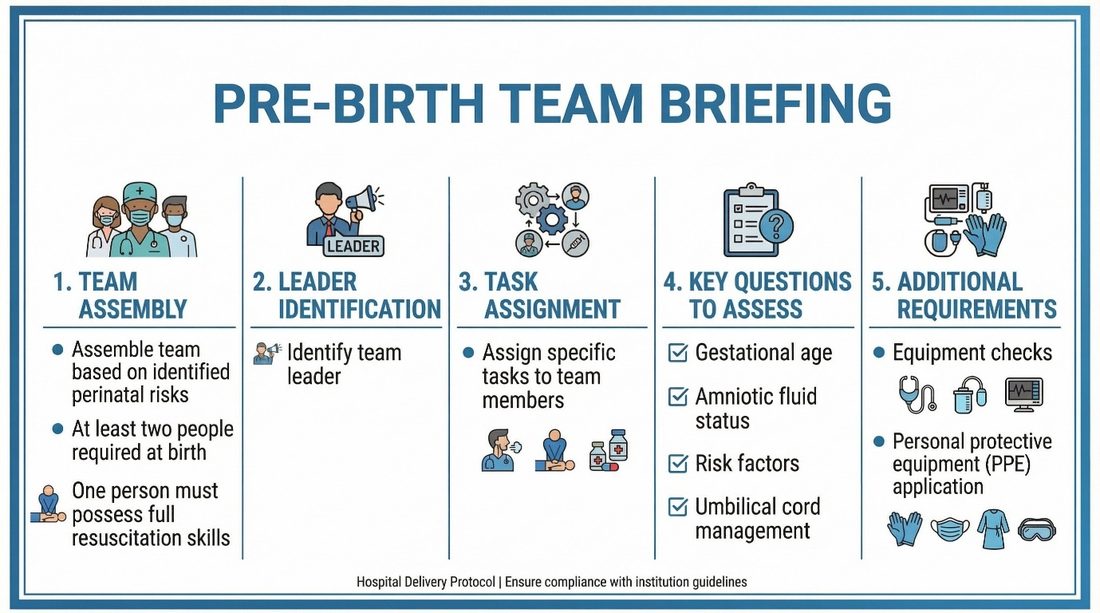 PRE-BIRTH TEAM BRIEFING
LEADER
1. TEAM
ASSEMBLY
Assemble team
based on identified
perinatal risks
At least two people
required at birth
One person must
possess full
resuscitation skills
2. LEADER
IDENTIFICATION
Identify team
leader
3. TASK
ASSIGNMENT
Assign specific
tasks to team
members
4. KEY QUESTIONS
TO ASSESS
Gestational age
Amniotic fluid
status
Risk factors
Umbilical cord
management
5. ADDITIONAL
REQUIREMENTS
Equipment checks
Personal protective
equipment (PPE)
application
Hospital Delivery Protocol | Ensure compliance with institution guidelines